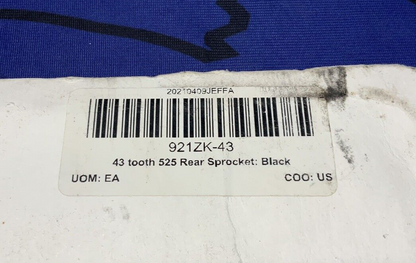 20210409JEFFA
921ZK-43
43 tooth 525 Rear Sprocket: Black
UOM: EA COO: US